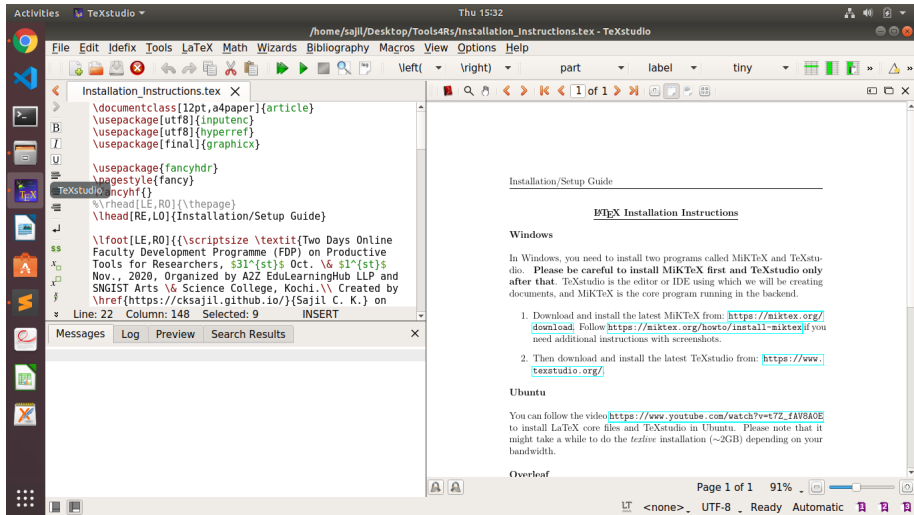 Activities TeXstudio Thu 15:32
/home/sajil/Desktop/Tools4Rs/Installation_Instructions.tex - TeXstudio
File Edit Idefix Tools LaTeX Math Wizards Bibliography Macros View Options Help
\left( \right) part label tiny »
Installation_Instructions.tex
1 of 1
\documentclass[12pt,a4paper]{article}
\usepackage[utf8]{inputenc}
\usepackage[utf8]{hyperref}
\usepackage[final]{graphicx}
\usepackage{fancyhdr}
\pagestyle{fancy}
ncyhf{}
TeXstudio
%\rhead[LE,RO]{\thepage}
\lhead[RE,LO]{Installation/Setup Guide}
\lfoot[LE,RO]{{\scriptsize \textit{Two Days Online
Faculty Development Programme (FDP) on Productive
Tools for Researchers, $31^{st}$ Oct. \& $1^{st}$
Nov., 2020, Organized by A2Z EduLearningHub LLP and
SNGIST Arts \& Science College, Kochi.\\ Created by
\href{https://cksajil.github.io/}{Sajil C. K.} on
Line: 22 Column: 148 Selected: 9 INSERT
Messages Log Preview Search Results
Installation/Setup Guide
LATEX Installation Instructions
Windows
In Windows, you need to install two programs called MiKTeX and TeXstu-
dio. Please be careful to install MiKTeX first and TeXstudio only
after that. TeXstudio is the editor or IDE using which we will be creating
documents, and MiKTeX is the core program running in the backend.
1. Download and install the latest MiKTeX from: https://miktex.org/
download. Follow https://miktex.org/howto/install-miktex if you
need additional instructions with screenshots.
2. Then download and install the latest TeXstudio from: https://www.
texstudio.org/.
Ubuntu
You can follow the video https://www.youtube.com/watch?v=t7Z_fAV8A0E
to install LaTeX core files and TeXstudio in Ubuntu. Please note that it
might take a while to do the texlive installation (∼2GB) depending on your
bandwidth.
Overleaf
Page 1 of 1 91%
LT <none> UTF-8 Ready Automatic 1 2 3